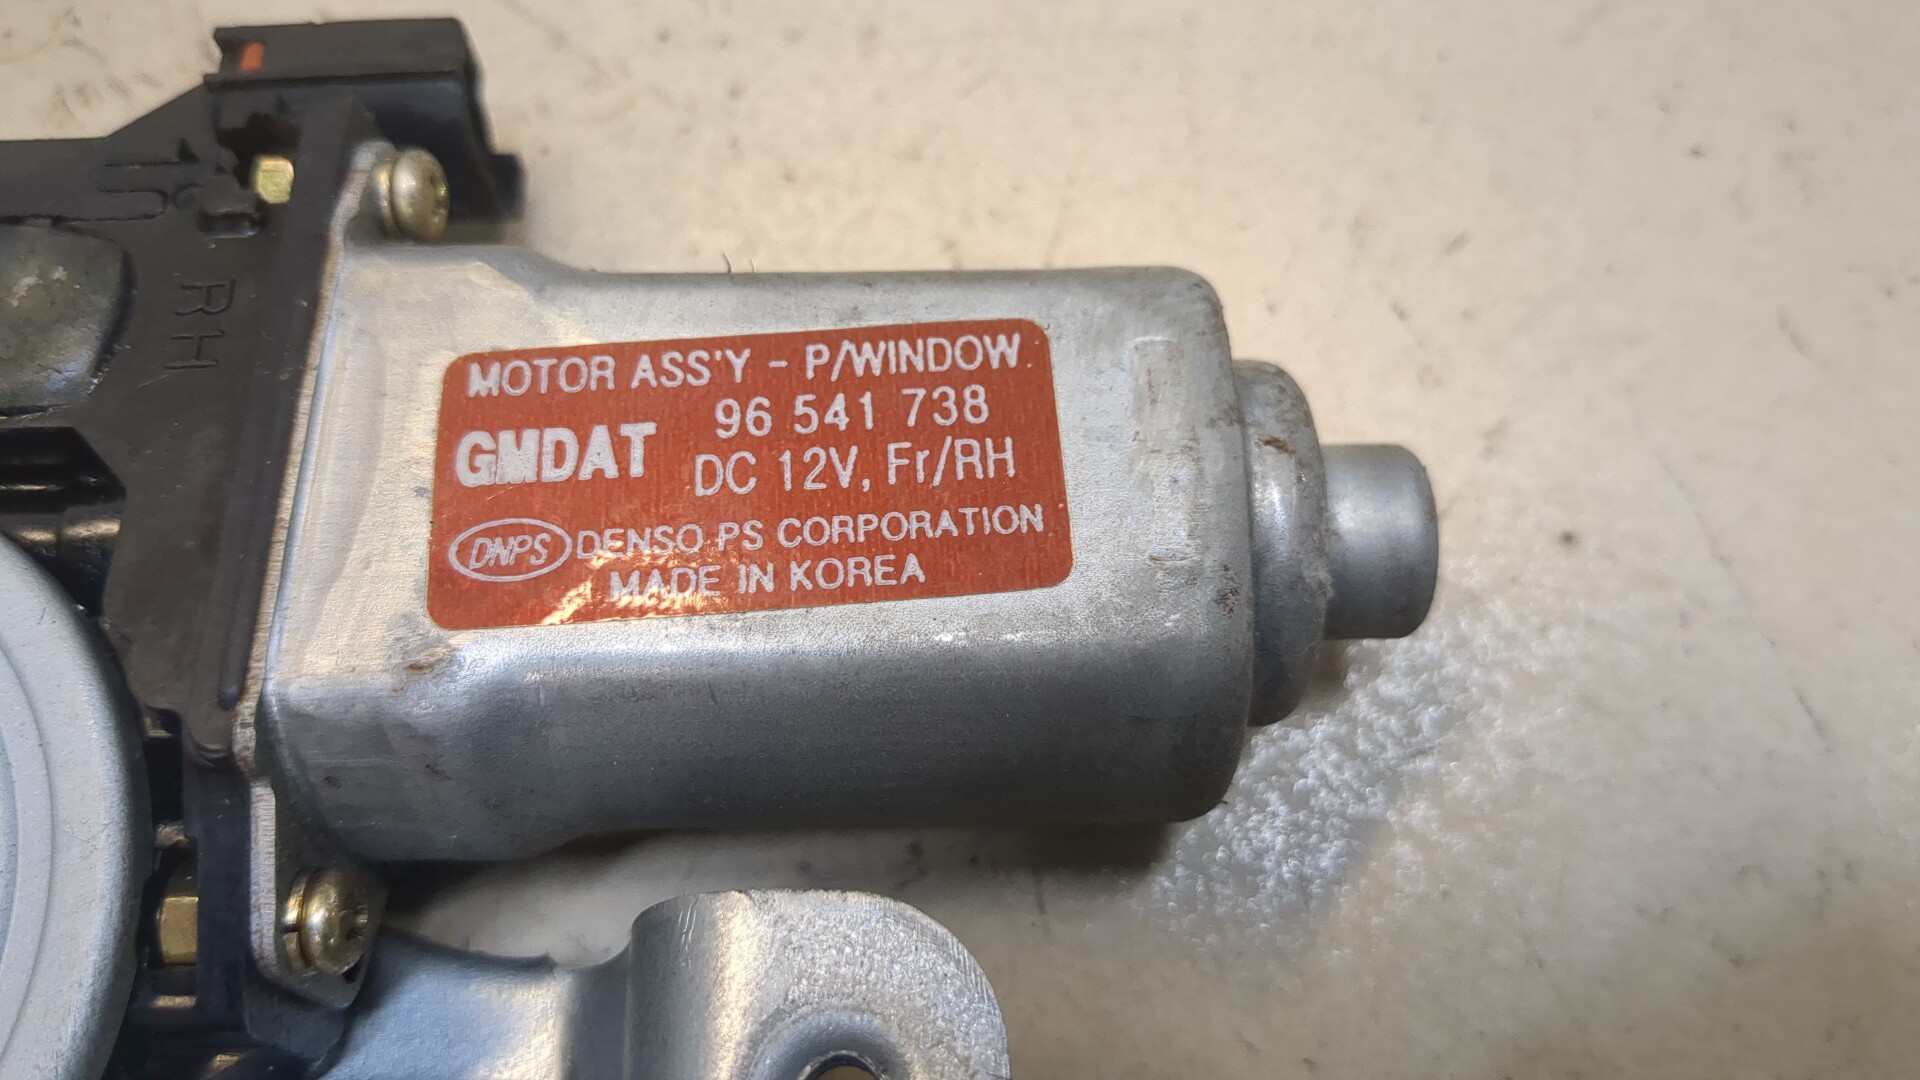 RH
MOTOR ASS'Y - P/WINDOW
96 541 738
GMDAT
DC 12V, Fr/RH
DNPS DENSO PS CORPORATION
MADE IN KOREA